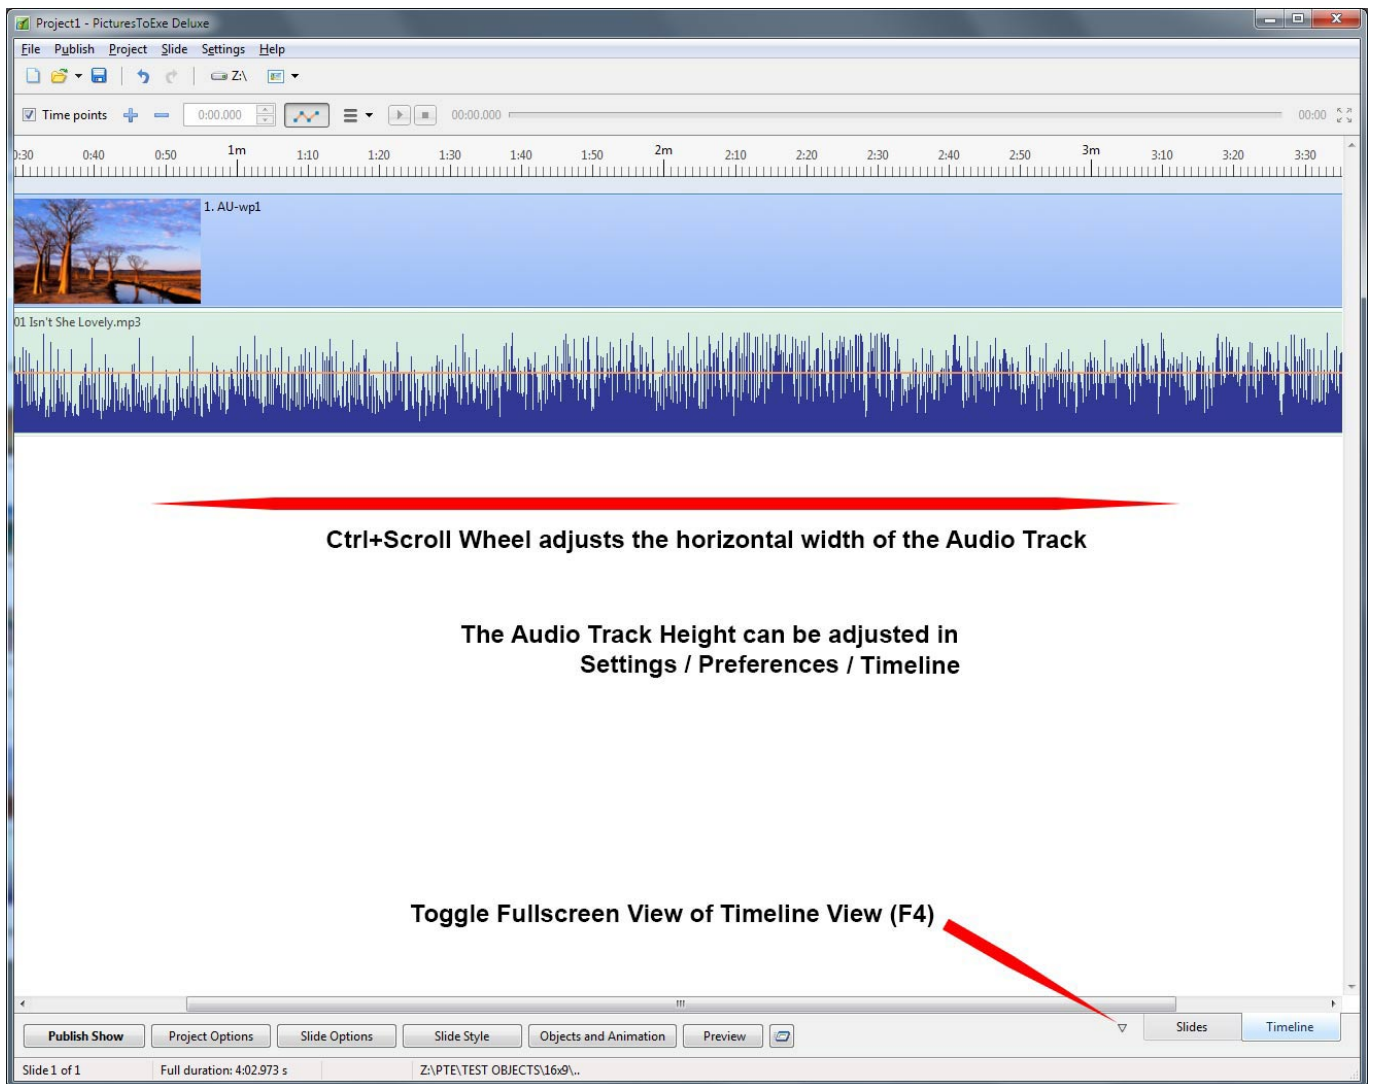 Project1 - PicturesToExe Deluxe
File Publish Project Slide Settings Help
Z:\
Time points 0:00.000 00:00.000 00:00
0:30 0:40 0:50 1m 1:10 1:20 1:30 1:40 1:50 2m 2:10 2:20 2:30 2:40 2:50 3m 3:10 3:20 3:30
1. AU-wp1
01 Isn't She Lovely.mp3
Ctrl+Scroll Wheel adjusts the horizontal width of the Audio Track
The Audio Track Height can be adjusted in
Settings / Preferences / Timeline
Toggle Fullscreen View of Timeline View (F4)
Publish Show Project Options Slide Options Slide Style Objects and Animation Preview Slides Timeline
Slide 1 of 1 Full duration: 4:02.973 s Z:\PTE\TEST OBJECTS\16x9\..